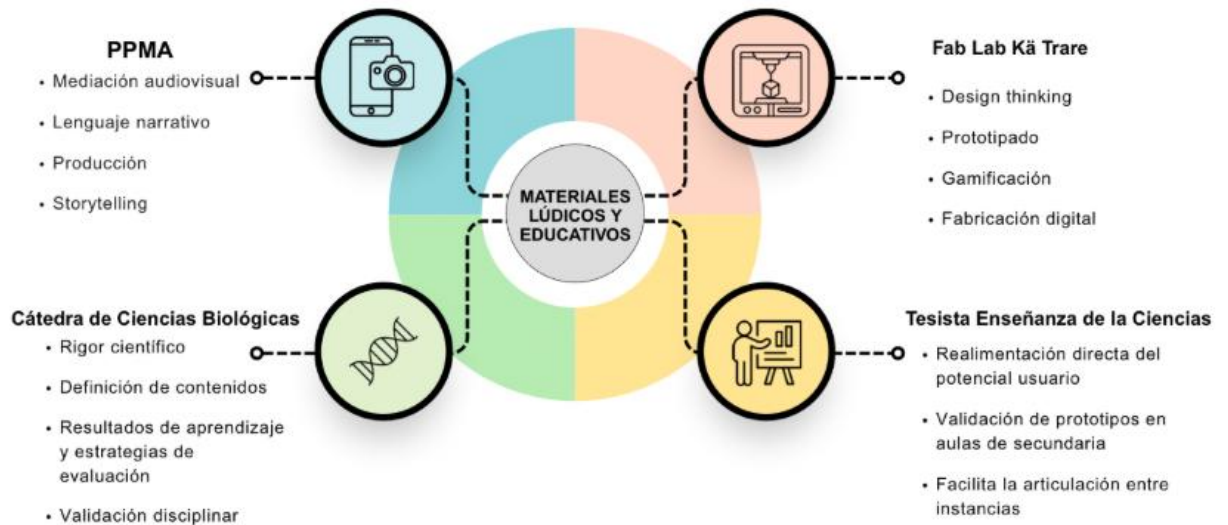 PPMA
• Mediación audiovisual
• Lenguaje narrativo
• Producción
• Storytelling
Fab Lab Kä Trare
• Design thinking
• Prototipado
• Gamificación
• Fabricación digital
MATERIALES
LÚDICOS Y
EDUCATIVOS
Cátedra de Ciencias Biológicas
• Rigor científico
• Definición de contenidos
• Resultados de aprendizaje
y estrategias de
evaluación
• Validación disciplinar
Tesista Enseñanza de la Ciencias
• Realimentación directa del
potencial usuario
• Validación de prototipos en
aulas de secundaria
• Facilita la articulación entre
instancias